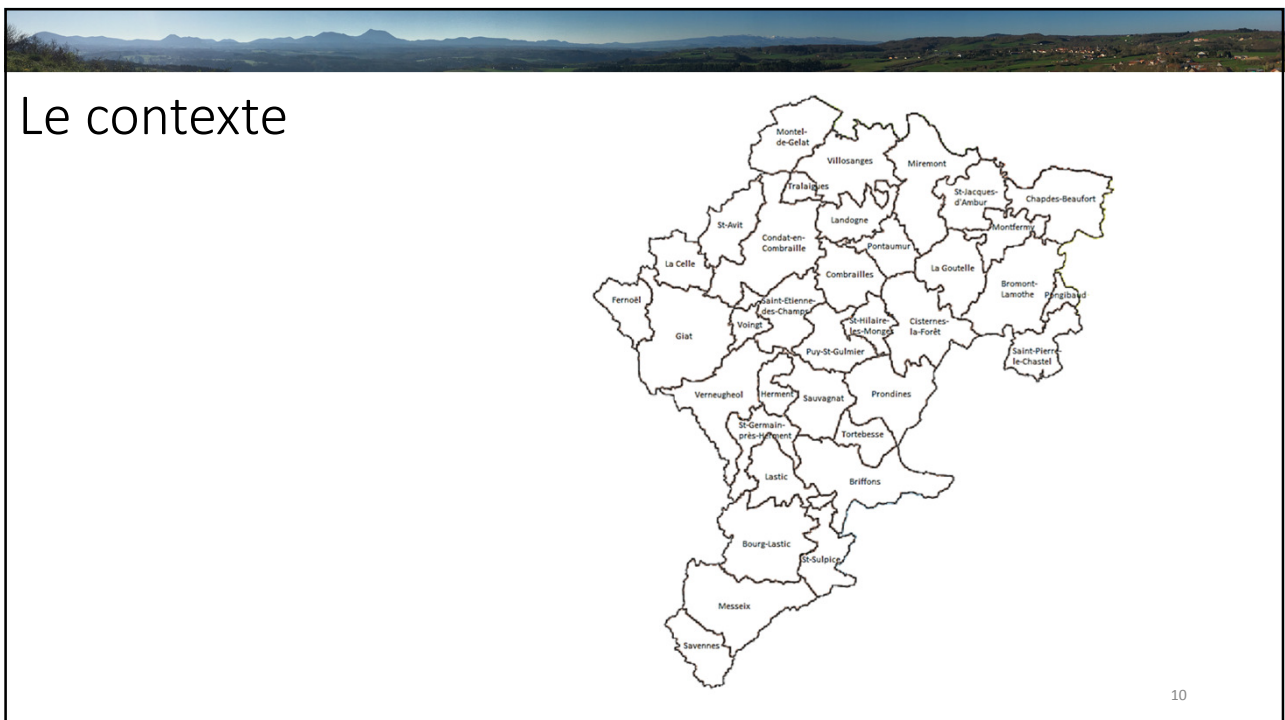 Le contexte
Montel-
de-Gelat
Villosanges
Miremont
Tralaigues
St-Jacques-
d'Ambur
Chapdes-Beaufort
St-Avit
Landogne
Montfermy
Condat-en-
Combraille
Pontaumur
La Celle
La Goutelle
Combrailles
Bromont-
Lamothe
Pongibaud
Fernoël
Saint-Etienne-
des-Champs
Voingt
St-Hilaire-
les-Monges
Cisternes-
la-Forêt
Giat
Puy-St-Gulmier
Saint-Pierre-
le-Chastel
Verneugheol
Herment
Sauvagnat
Prondines
St-Germain-
près-Herment
Tortebesse
Lastic
Briffons
Bourg-Lastic
St-Sulpice
Messeix
Savennes
10